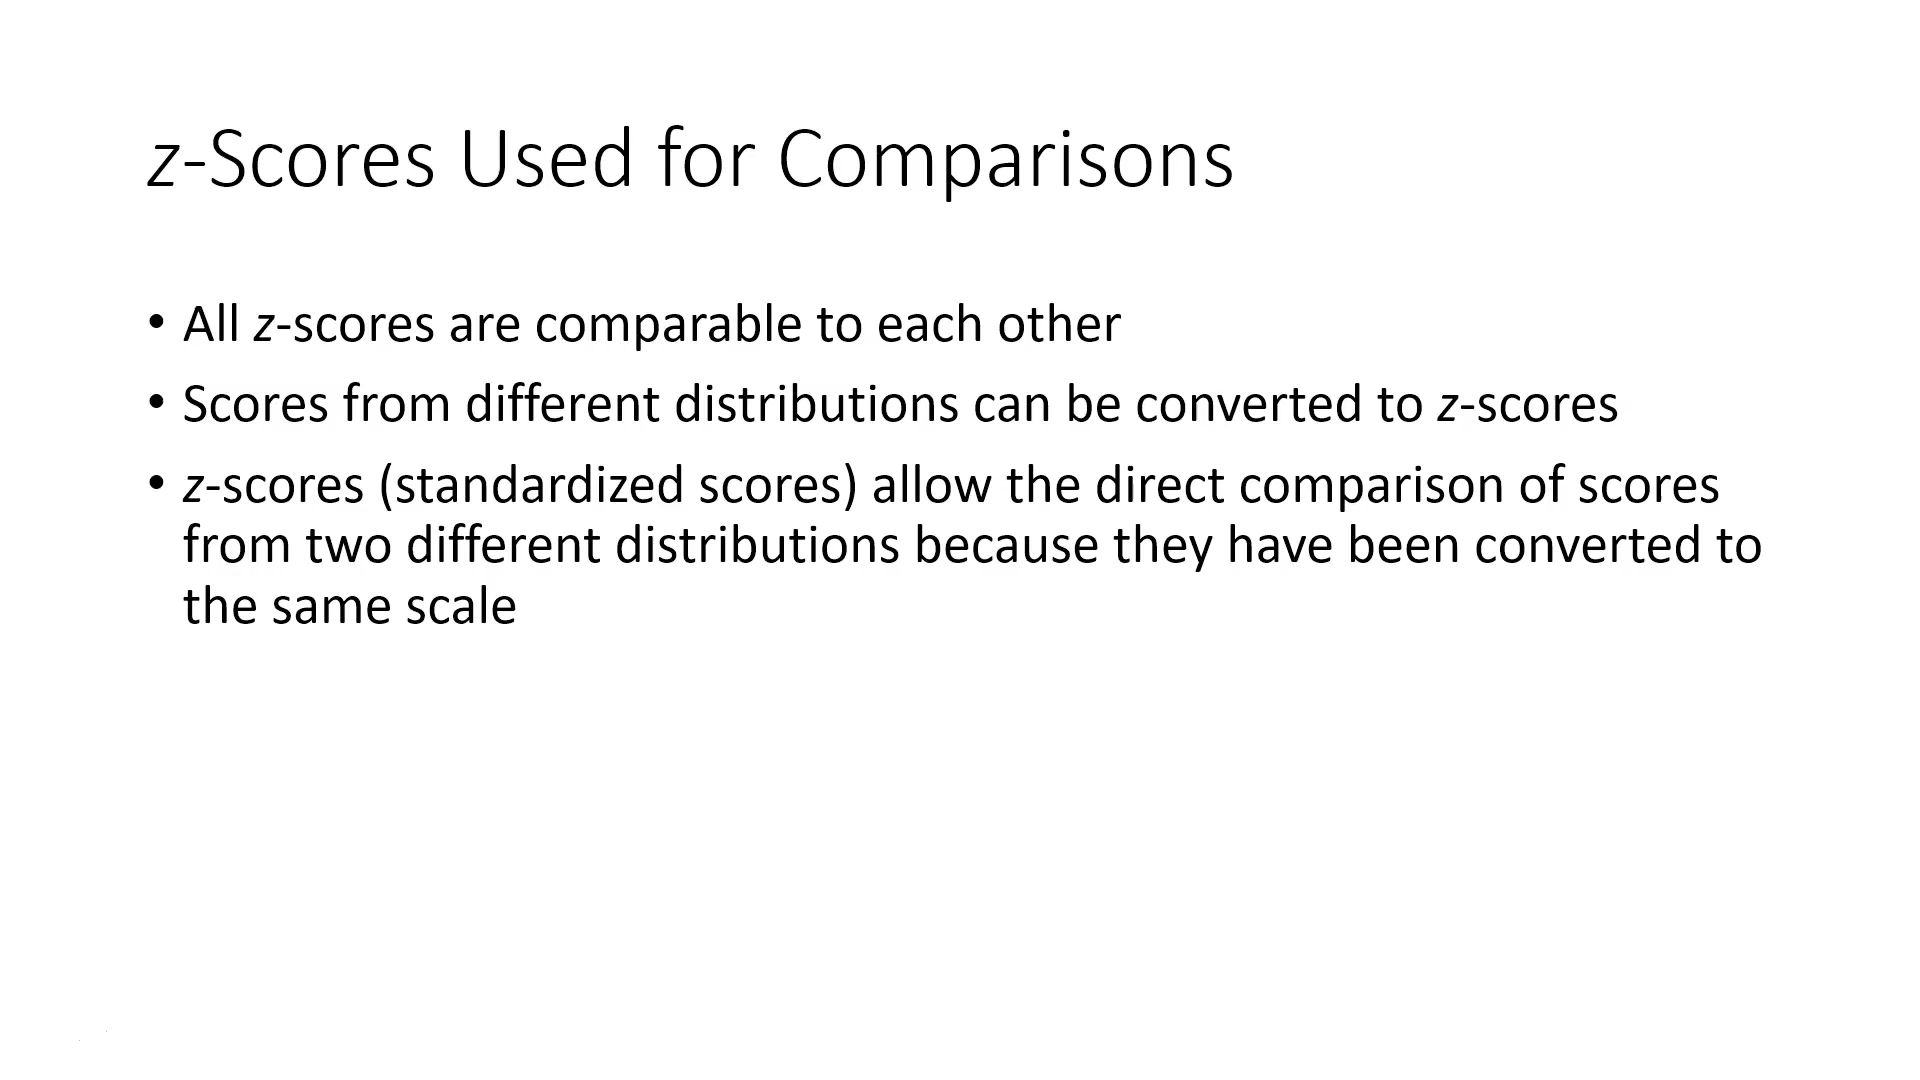 z-Scores Used for Comparisons
• All z-scores are comparable to each other
• Scores from different distributions can be converted to z-scores
• z-scores (standardized scores) allow the direct comparison of scores
from two different distributions because they have been converted to
the same scale